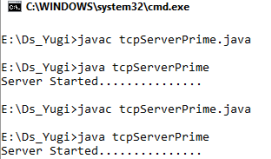 C:\WINDOWS\system32\cmd.exe
E:\Ds_Yugi>javac tcpServerPrime.java
E:\Ds_Yugi>java tcpServerPrime
Server Started...............
E:\Ds_Yugi>javac tcpServerPrime.java
E:\Ds_Yugi>java tcpServerPrime
Server Started...............